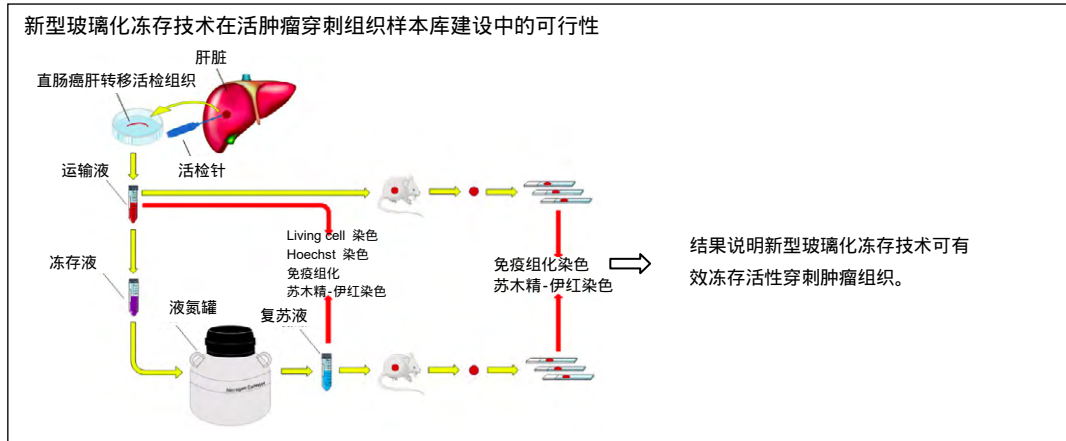 新型玻璃化冻存技术在活肿瘤穿刺组织样本库建设中的可行性
肝脏
直肠癌肝转移活检组织
活检针
运输液
Living cell 染色
Hoechst 染色
免疫组化
苏木精-伊红染色
免疫组化染色
苏木精-伊红染色
结果说明新型玻璃化冻存技术可有
效冻存活性穿刺肿瘤组织。
冻存液
液氮罐
复苏液